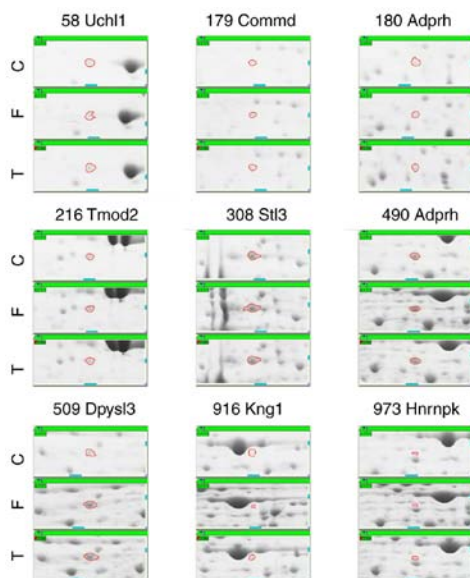 58 Uchl1 179 Commd 180 Adprh
C
F
T
216 Tmod2 308 Stl3 490 Adprh
C
F
T
509 Dpysl3 916 Kng1 973 Hnrnpk
C
F
T